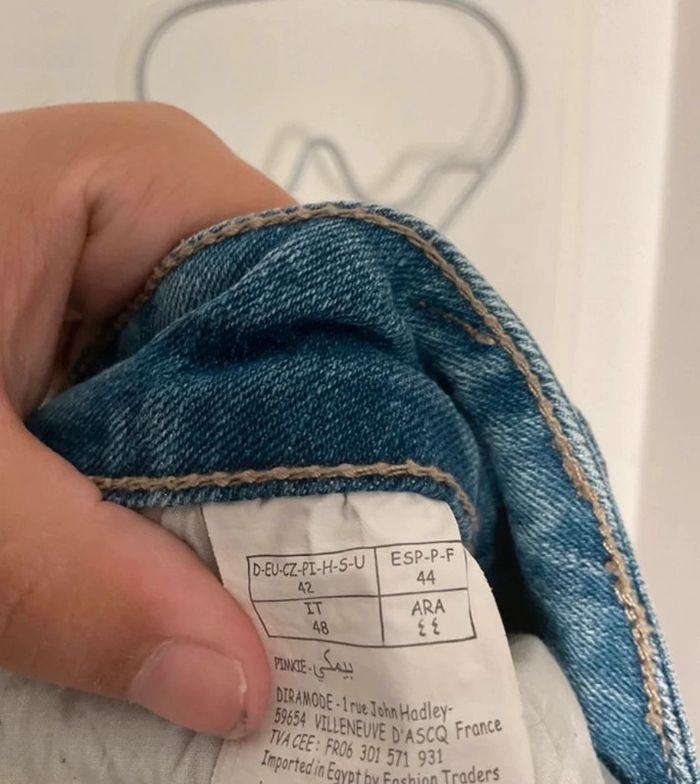 D-EU-CZ-PI-H-S-U ESP-P-F
42 44
IT ARA
48 ٤٤
PIMKIE-بيمكي
DIRAMODE - 1 rue John Hadley-
59654 VILLENEUVE D'ASCQ France
TVA CEE : FR06 301 571 931
Imported in Egypt by Fashion Traders